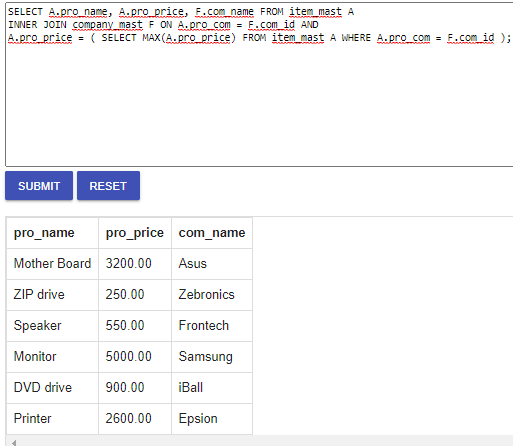 SELECT A.pro_name, A.pro_price, F.com_name FROM item_mast A
INNER JOIN company_mast F ON A.pro_com = F.com_id AND
A.pro_price = ( SELECT MAX(A.pro_price) FROM item_mast A WHERE A.pro_com = F.com_id );
SUBMIT RESET
pro_name pro_price com_name
Mother Board 3200.00 Asus
ZIP drive 250.00 Zebronics
Speaker 550.00 Frontech
Monitor 5000.00 Samsung
DVD drive 900.00 iBall
Printer 2600.00 Epsion